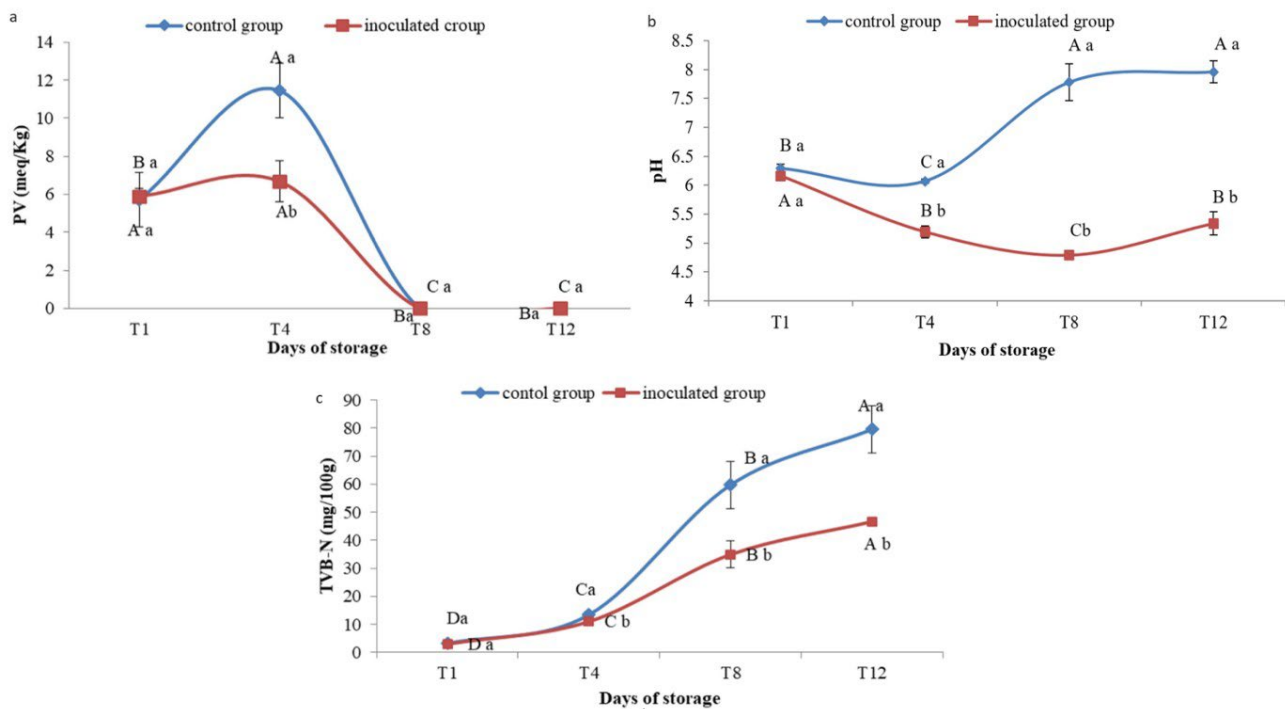 a
control group
inoculated croup
PV (meq/Kg)
14
12
10
8
6
4
2
0
A a
B a
A a
Ab
C a
Ba
C a
Ba
T1
T4
T8
T12
Days of storage
b
control group
inoculated group
pH
8.5
8
7.5
7
6.5
6
5.5
5
4.5
4
A a
A a
B a
C a
A a
B b
Cb
B b
T1
T4
T8
T12
Days of storage
c
contol group
inoculated group
TVB-N (mg/100g)
90
80
70
60
50
40
30
20
10
0
A a
B a
Ca
Da
D a
C b
B b
A b
T1
T4
T8
T12
Days of storage